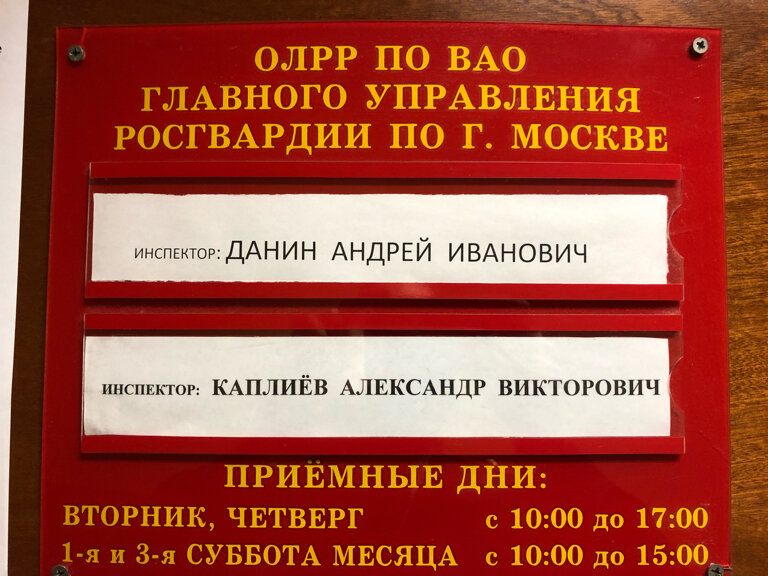 ОЛРР ПО ВАО
ГЛАВНОГО УПРАВЛЕНИЯ
РОСГВАРДИИ ПО Г. МОСКВЕ
ИНСПЕКТОР: ДАНИН АНДРЕЙ ИВАНОВИЧ
ИНСПЕКТОР: КАПЛИЁВ АЛЕКСАНДР ВИКТОРОВИЧ
ПРИЁМНЫЕ ДНИ:
ВТОРНИК, ЧЕТВЕРГ с 10:00 до 17:00
1-я и 3-я СУББОТА МЕСЯЦА с 10:00 до 15:00